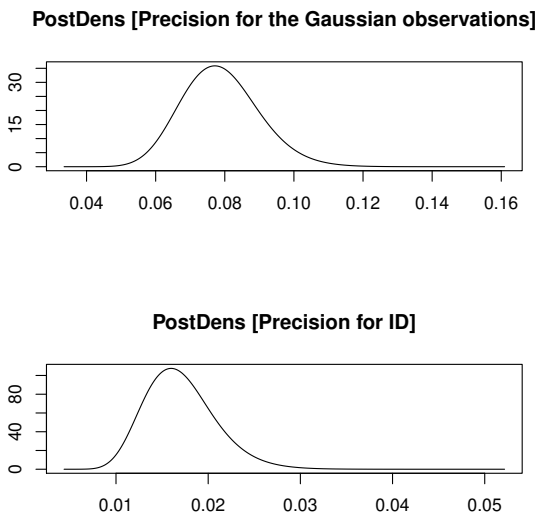 PostDens [Precision for the Gaussian observations]
30
15
0
0.04 0.06 0.08 0.10 0.12 0.14 0.16
PostDens [Precision for ID]
80
40
0
0.01 0.02 0.03 0.04 0.05